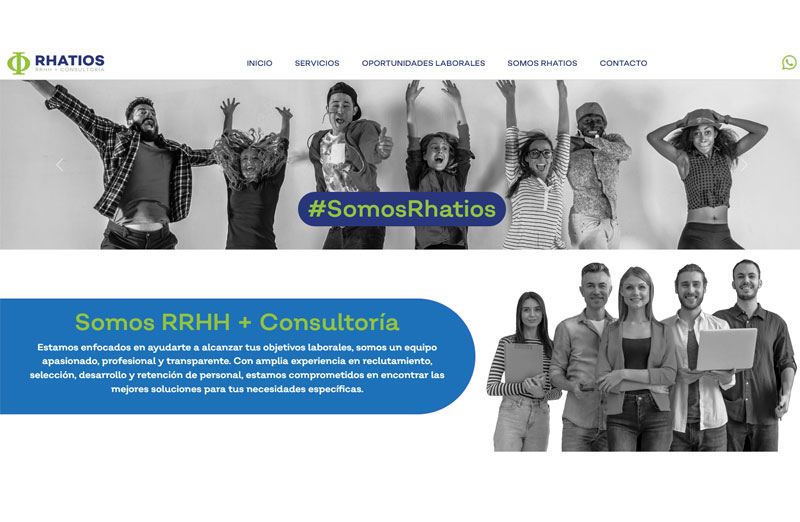 RHATIOS
RRHH + CONSULTORÍA
INICIO
SERVICIOS
OPORTUNIDADES LABORALES
SOMOS RHATIOS
CONTACTO
#SomosRhatios
Somos RRHH + Consultoría
Estamos enfocados en ayudarte a alcanzar tus objetivos laborales, somos un equipo
apasionado, profesional y transparente. Con amplia experiencia en reclutamiento,
selección, desarrollo y retención de personal, estamos comprometidos en encontrar las
mejores soluciones para tus necesidades específicas.